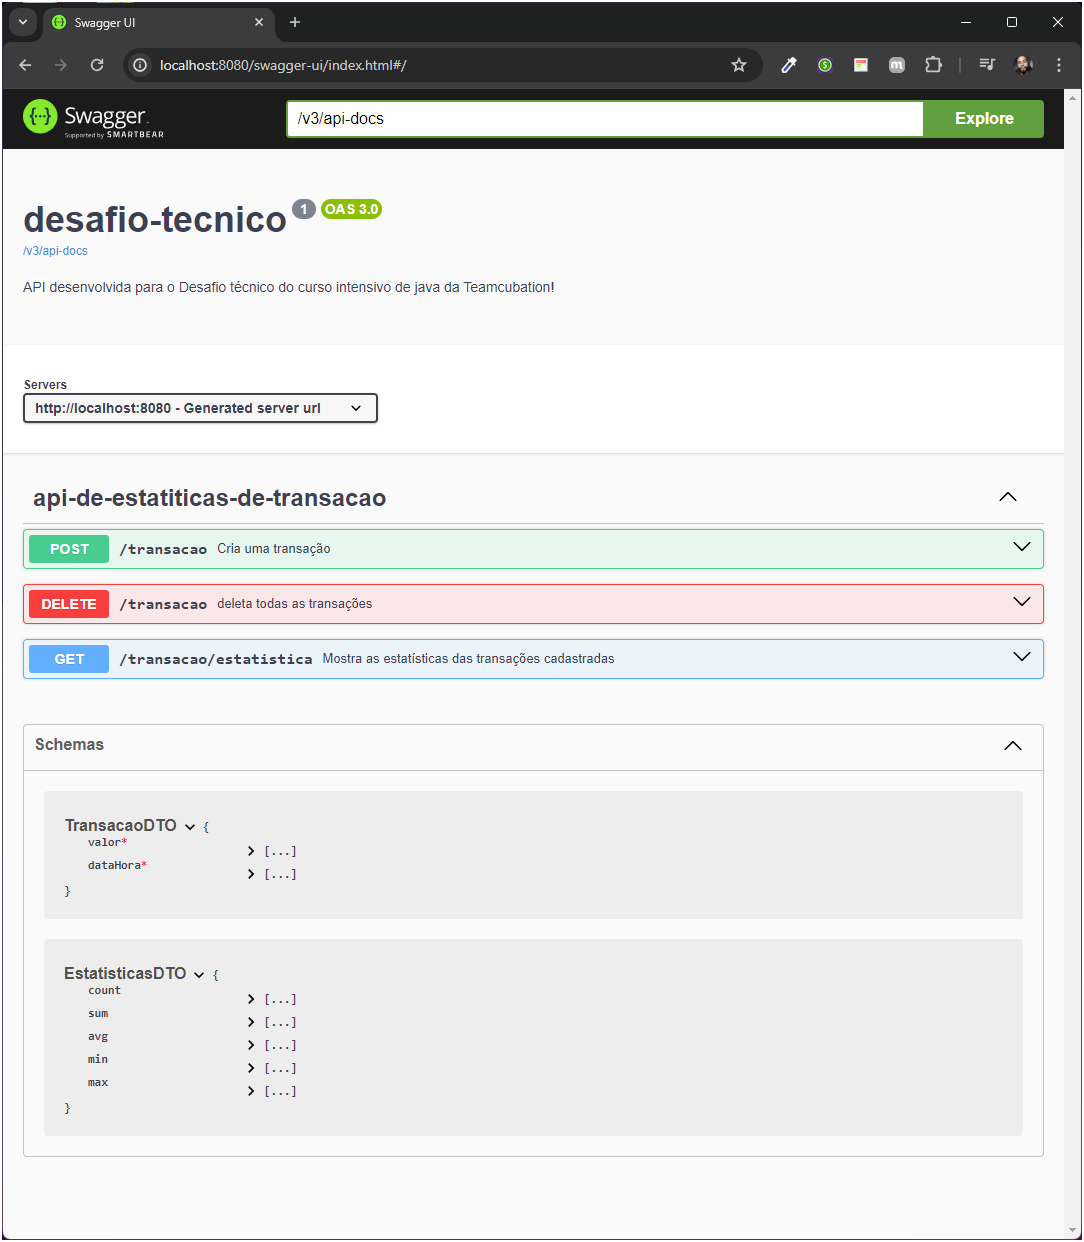 Swagger UI
localhost:8080/swagger-ui/index.html#/
Swagger
Supported by SMARTBEAR
/v3/api-docs
Explore
desafio-tecnico 1 OAS 3.0
/v3/api-docs
API desenvolvida para o Desafio técnico do curso intensivo de java da Teamcubation!
Servers
http://localhost:8080 - Generated server url
api-de-estatiticas-de-transacao
POST /transacao Cria uma transação
DELETE /transacao deleta todas as transações
GET /transacao/estatistica Mostra as estatísticas das transações cadastradas
Schemas
TransacaoDTO {
valor*
[...]
dataHora*
[...]
}
EstatisticasDTO {
count
[...]
sum
[...]
avg
[...]
min
[...]
max
[...]
}